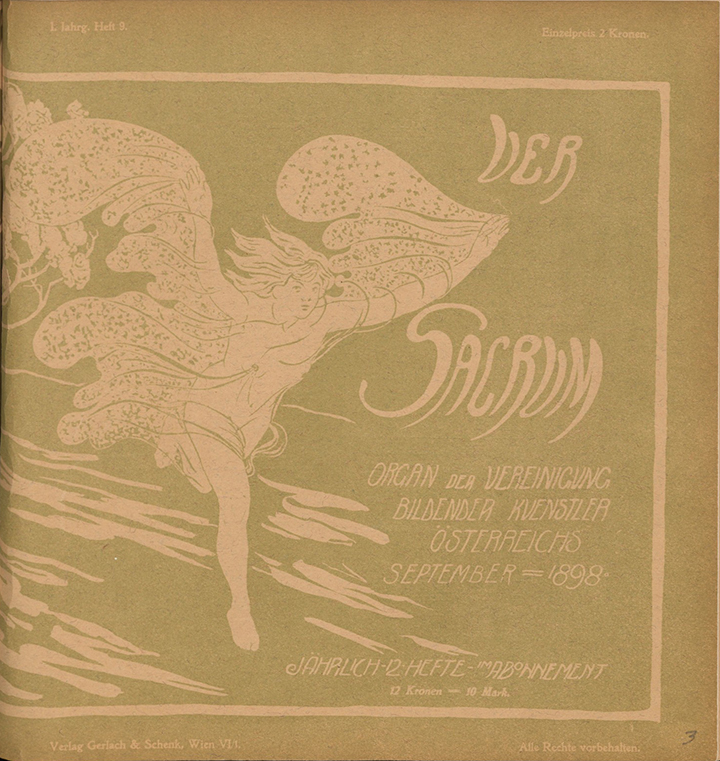 I. Jahrg. Heft 9.
Einzelpreis 2 Kronen.
VER
SACRUM
ORGAN DER VEREINIGUNG
BILDENDER KUENSTLER
ÖSTERREICHS
SEPTEMBER = 1898
JÄHRLICH 12 HEFTE - IM ABONNEMENT
12 Kronen — 10 Mark.
Verlag Gerlach & Schenk, Wien VI/1.
Alle Rechte vorbehalten.
3